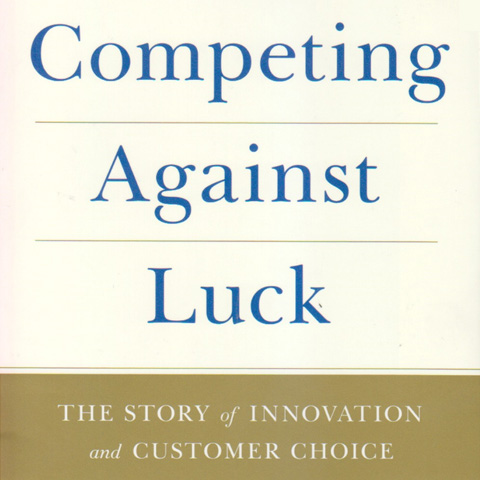 Competing
Against
Luck
THE STORY of INNOVATION
and CUSTOMER CHOICE